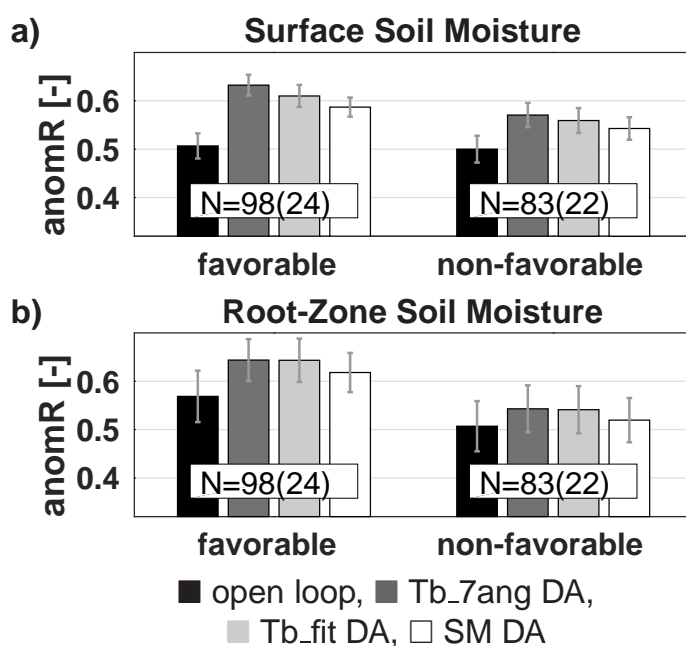 a) Surface Soil Moisture
anomR [-]
0.6
0.5
0.4
N=98(24) N=83(22)
favorable non-favorable
b) Root-Zone Soil Moisture
anomR [-]
0.6
0.5
0.4
N=98(24) N=83(22)
favorable non-favorable
open loop, Tb_7ang DA,
Tb_fit DA, SM DA